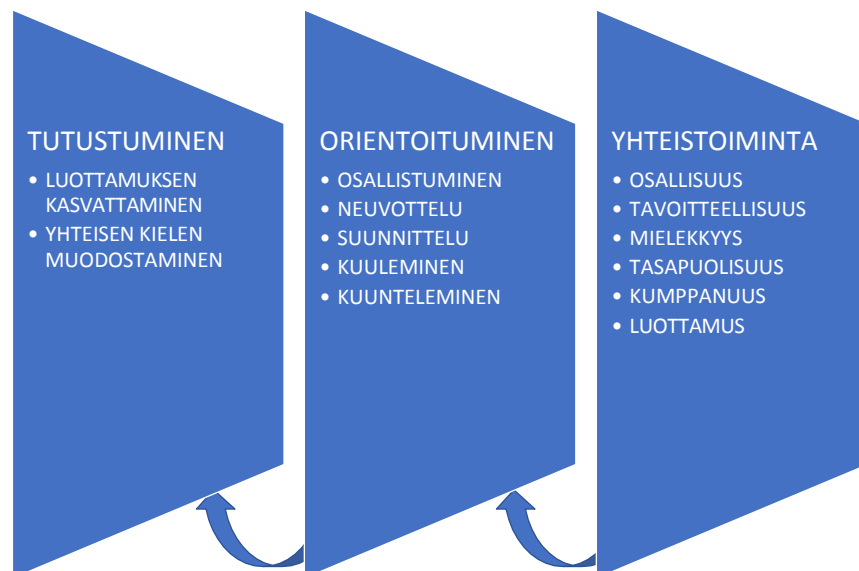 TUTUSTUMINEN
• LUOTTAMUKSEN
KASVATTAMINEN
• YHTEISEN KIELEN
MUODOSTAMINEN
ORIENTOITUMINEN
• OSALLISTUMINEN
• NEUVOTTELU
• SUUNNITTELU
• KUULEMINEN
• KUUNTELEMINEN
YHTEISTOIMINTA
• OSALLISUUS
• TAVOITTEELLISUUS
• MIELEKKYYS
• TASAPUOLISUUS
• KUMPPANUUS
• LUOTTAMUS